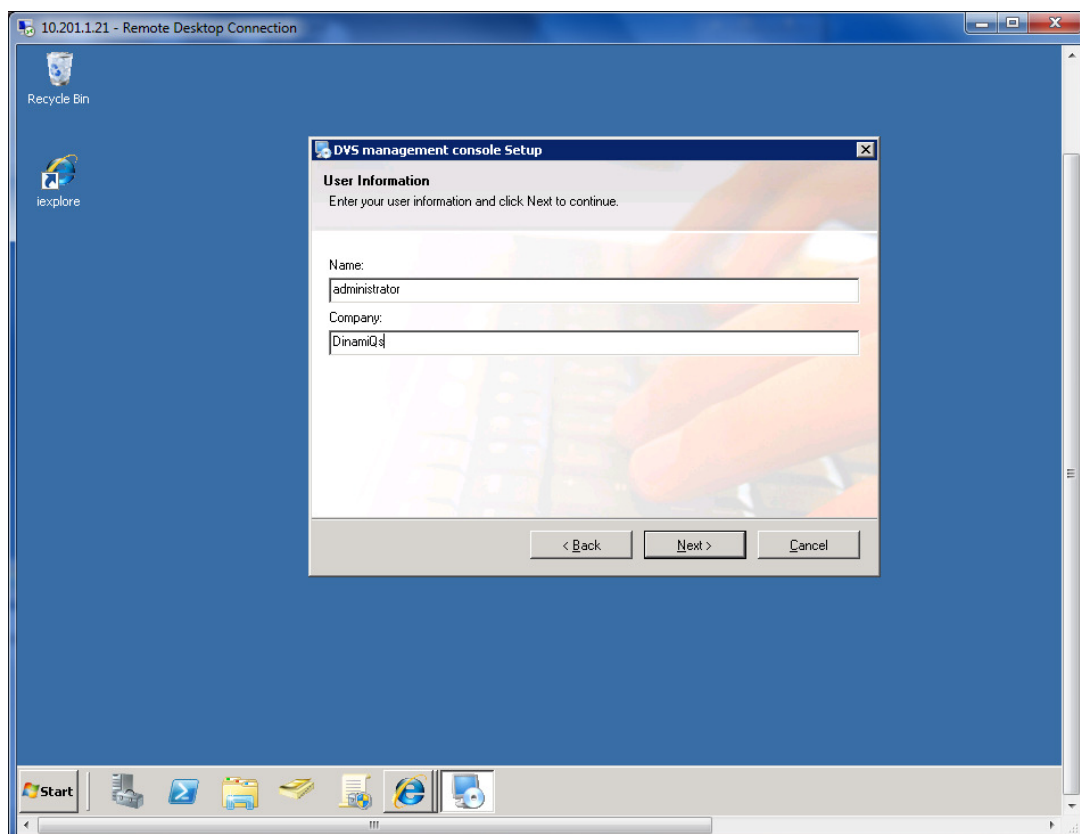 10.201.1.21 - Remote Desktop Connection
Recycle Bin
iexplore
DVS management console Setup
User Information
Enter your user information and click Next to continue.
Name:
administrator
Company:
DinamiQs
< Back
Next >
Cancel
Start